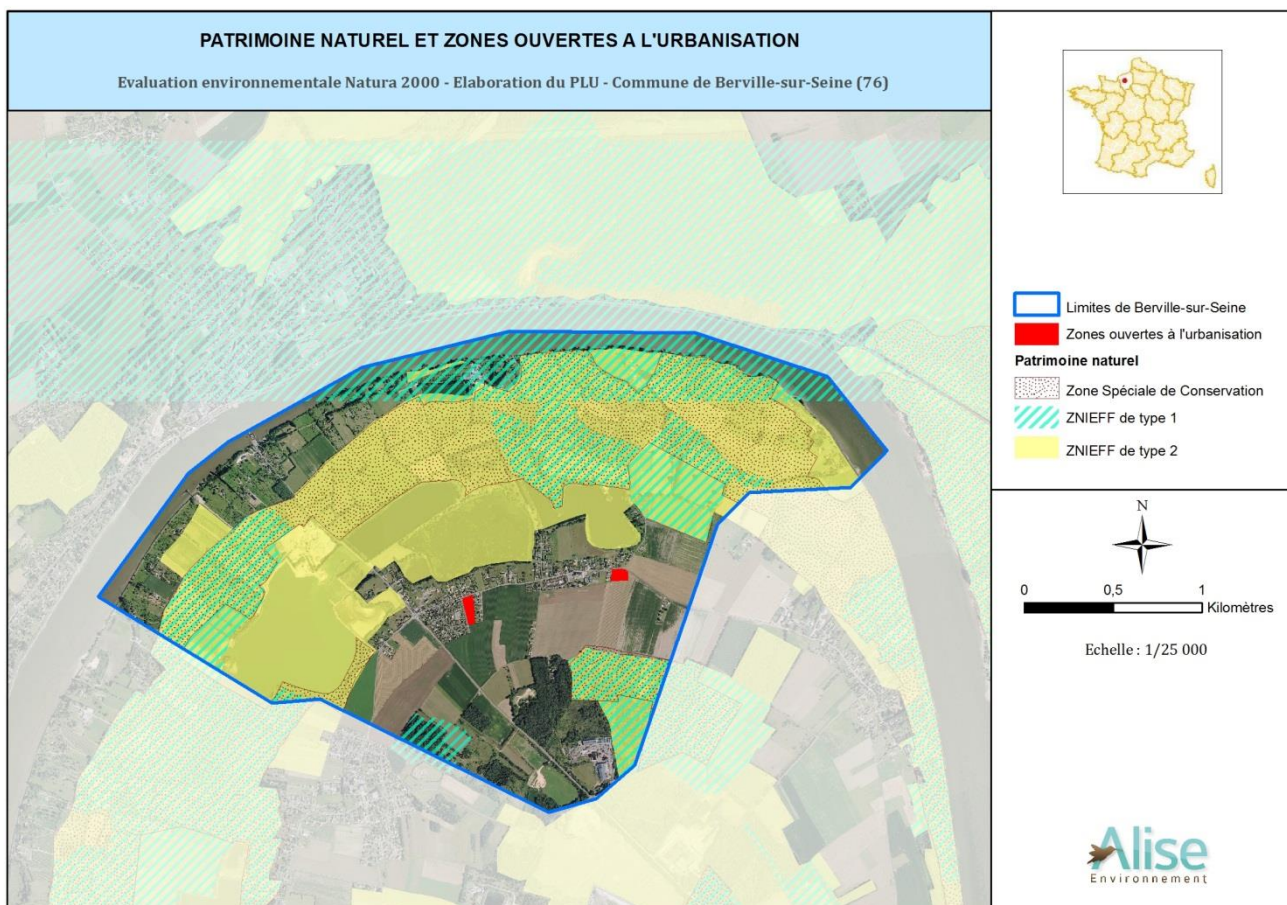 PATRIMOINE NATUREL ET ZONES OUVERTES A L'URBANISATION
Evaluation environnementale Natura 2000 - Elaboration du PLU - Commune de Berville-sur-Seine (76)
Limites de Berville-sur-Seine
Zones ouvertes à l'urbanisation
Patrimoine naturel
Zone Spéciale de Conservation
ZNIEFF de type 1
ZNIEFF de type 2
N
0 0,5 1
Kilomètres
Echelle : 1/25 000
Alise
Environnement